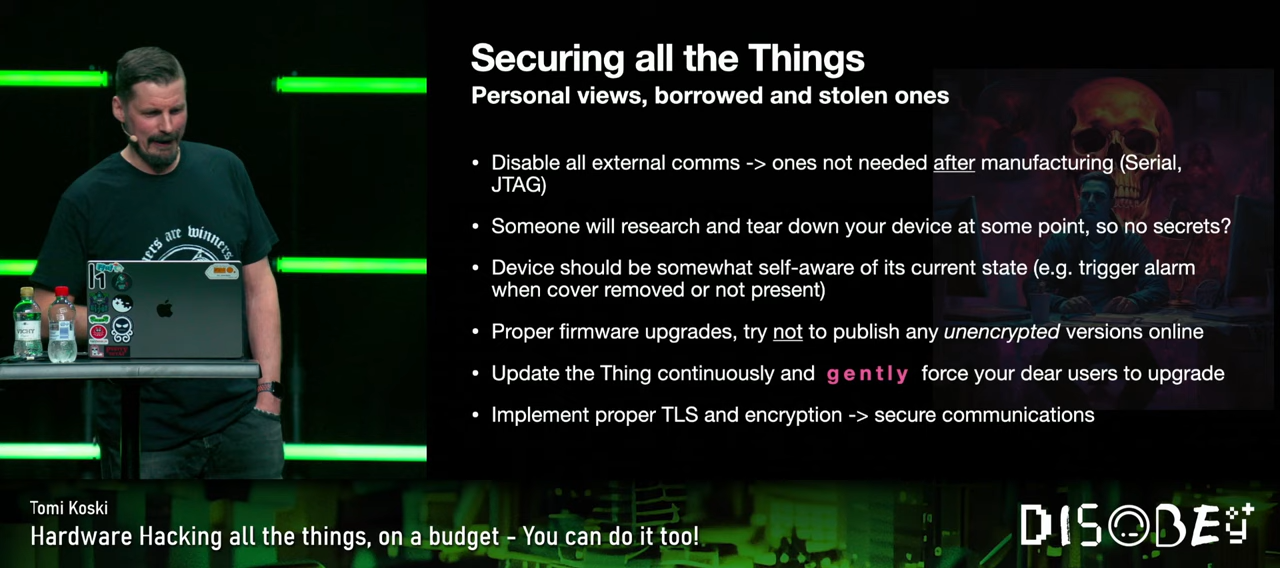 Securing all the Things
Personal views, borrowed and stolen ones
• Disable all external comms -> ones not needed after manufacturing (Serial,
JTAG)
• Someone will research and tear down your device at some point, so no secrets?
• Device should be somewhat self-aware of its current state (e.g. trigger alarm
when cover removed or not present)
• Proper firmware upgrades, try not to publish any unencrypted versions online
• Update the Thing continuously and gently force your dear users to upgrade
• Implement proper TLS and encryption -> secure communications
ers are winners
VICHY
Tomi Koski
Hardware Hacking all the things, on a budget - You can do it too!
DISOBEY